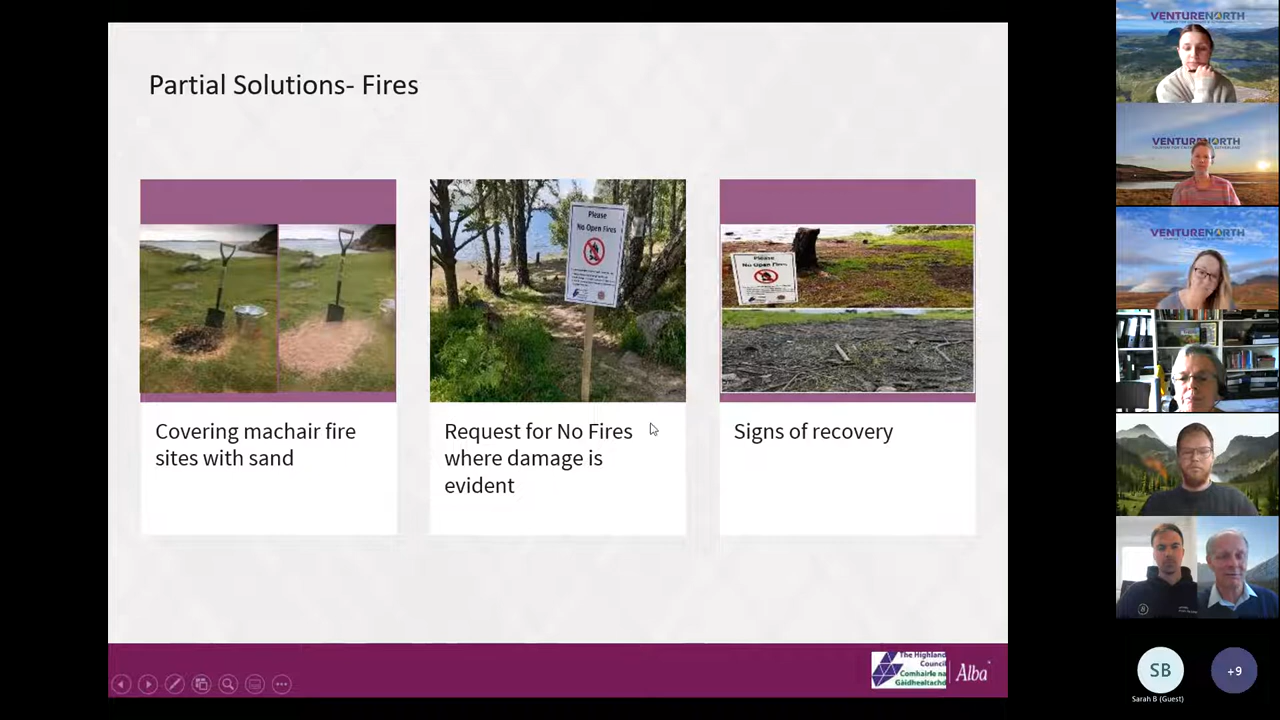 Partial Solutions- Fires
Please
No Open Fires
Please
No Open Fires
Covering machair fire
sites with sand
Request for No Fires
where damage is
evident
Signs of recovery
The Highland
Council
Comhairle na
Gàidhealtachd
Alba
VENTURENORTH
VENTURENORTH
VENTURENORTH
SB
+9
Sarah B (Guest)